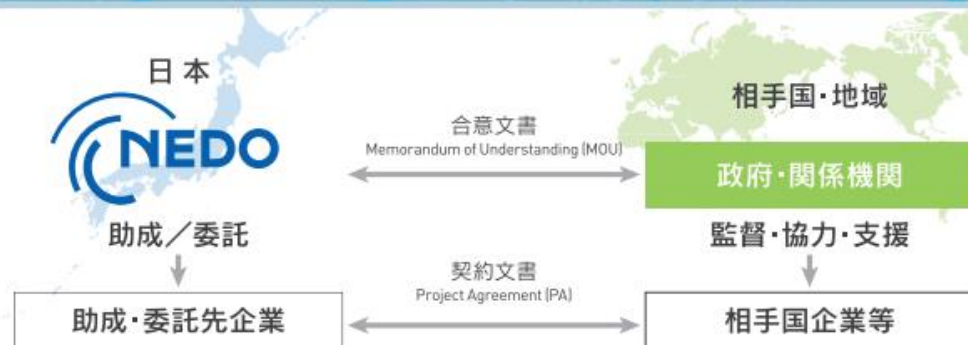 日本
NEDO
相手国・地域
合意文書
Memorandum of Understanding (MOU)
政府・関係機関
助成／委託
監督・協力・支援
契約文書
Project Agreement (PA)
助成・委託先企業
相手国企業等